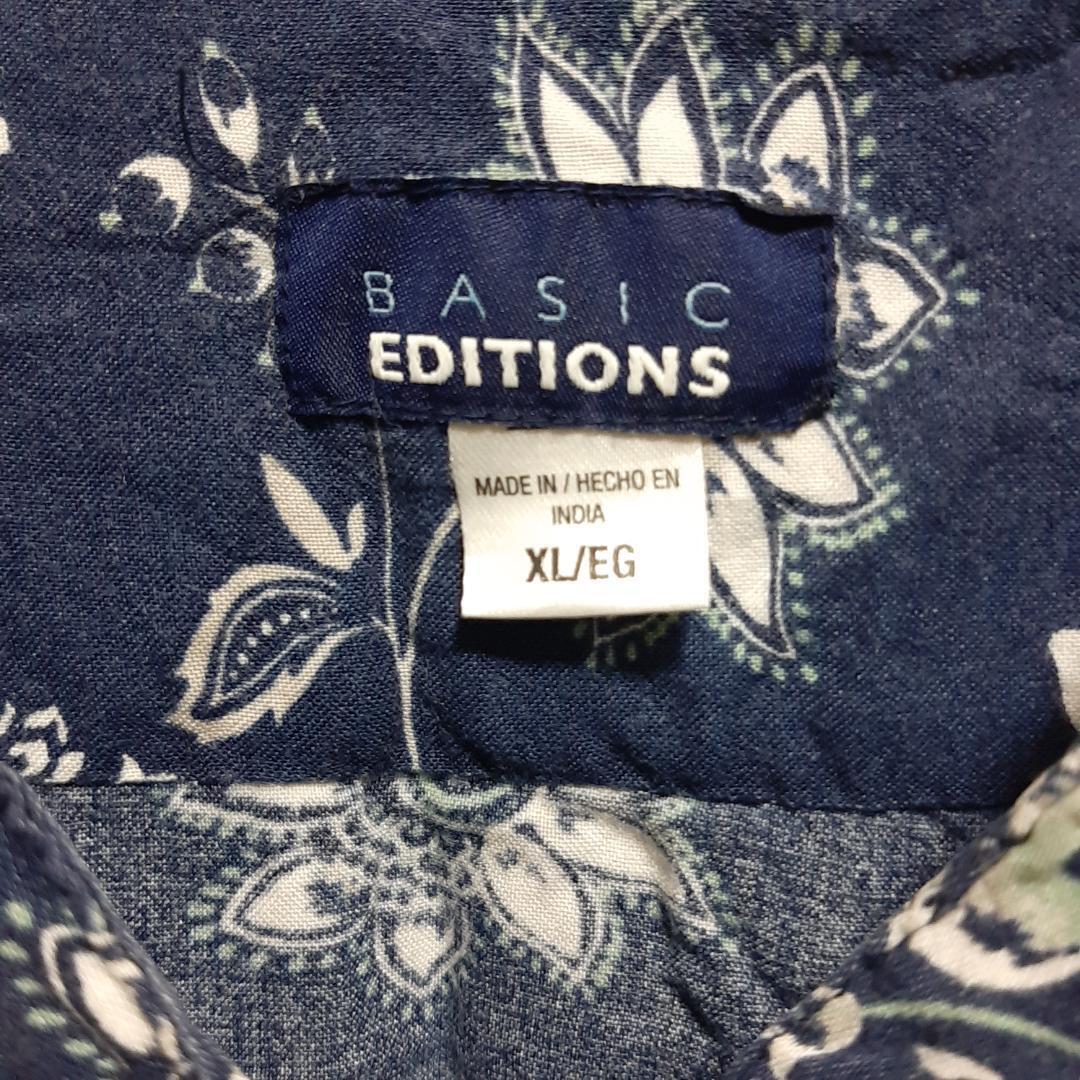 BASIC
EDITIONS
MADE IN / HECHO EN
INDIA
XL/EG